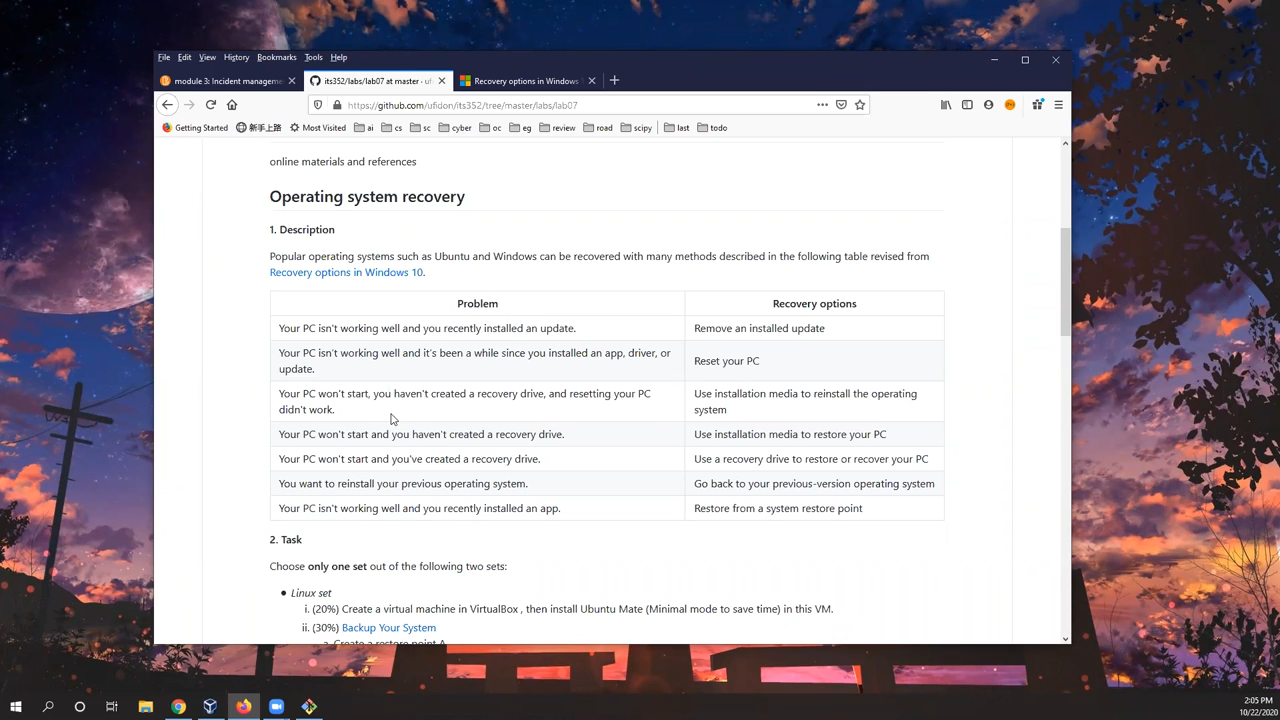 File Edit View History Bookmarks Tools Help
module 3: Incident manageme
its352/labs/lab07 at master · uf
Recovery options in Windows
https://github.com/ufidon/its352/tree/master/labs/lab07
Getting Started 新手上路 Most Visited ai cs sc cyber oc eg review road scipy last todo
online materials and references
Operating system recovery
1. Description
Popular operating systems such as Ubuntu and Windows can be recovered with many methods described in the following table revised from
Recovery options in Windows 10.
Problem Recovery options
Your PC isn't working well and you recently installed an update. Remove an installed update
Your PC isn't working well and it's been a while since you installed an app, driver, or
update.
Reset your PC
Your PC won't start, you haven't created a recovery drive, and resetting your PC
didn't work.
Use installation media to reinstall the operating
system
Your PC won't start and you haven't created a recovery drive. Use installation media to restore your PC
Your PC won't start and you've created a recovery drive. Use a recovery drive to restore or recover your PC
You want to reinstall your previous operating system. Go back to your previous-version operating system
Your PC isn't working well and you recently installed an app. Restore from a system restore point
2. Task
Choose only one set out of the following two sets:
Linux set
i. (20%) Create a virtual machine in VirtualBox , then install Ubuntu Mate (Minimal mode to save time) in this VM.
ii. (30%) Backup Your System
a. Create a restore point A
2:05 PM
10/22/2020